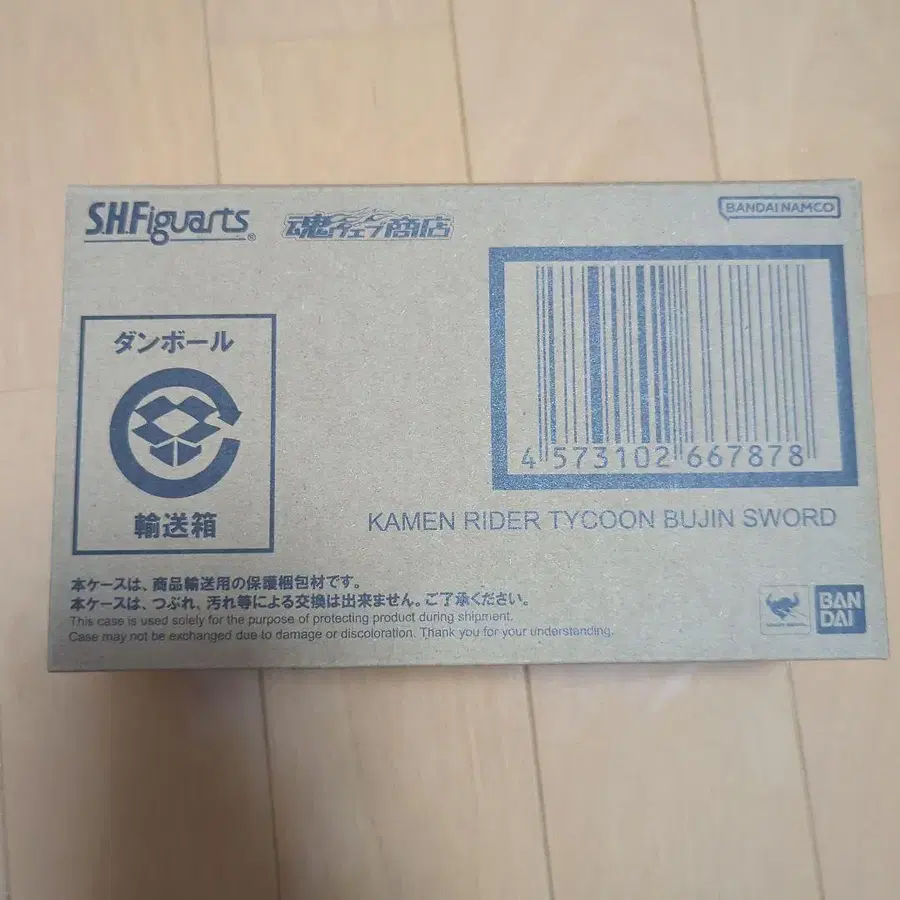 S.H.Figuarts®
魂ウェブ商店
BANDAI NAMCO
ダンボール
輸送箱
4 573102 667878
KAMEN RIDER TYCOON BUJIN SWORD
本ケースは、商品輸送用の保護梱包材です。
本ケースは、つぶれ、汚れ等による交換は出来ません。ご了承ください。
This case is used solely for the purpose of protecting product during shipment.
Case may not be exchanged due to damage or discoloration. Thank you for your understanding.
BAN
DAI